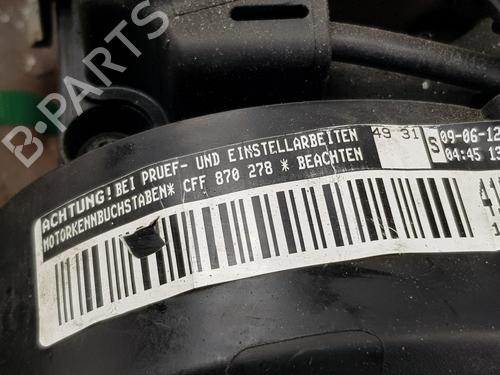 B-PARTS
ACHTUNG! BEI PRUEF- UND EINSTELLARBEITEN
MOTORKENNBUCHSTABEN* CFF 870 278 * BEACHTEN
49 31
S
09-06-12
04:45 13